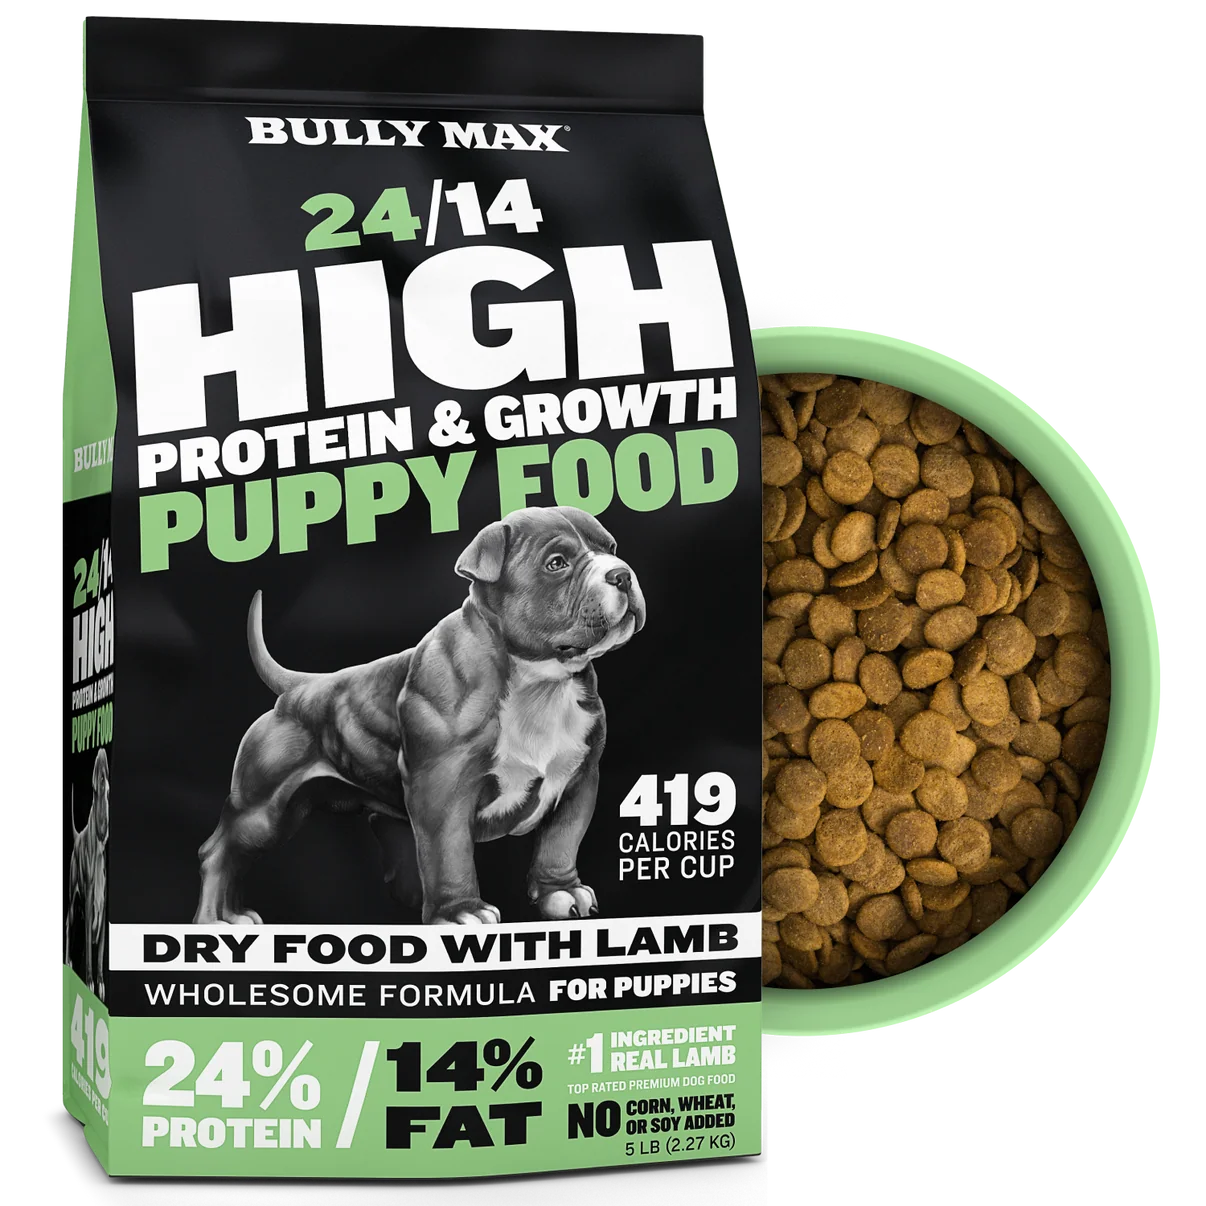 BULLY MAX®
24/14
HIGH
PROTEIN & GROWTH
PUPPY FOOD
419
CALORIES
PER CUP
DRY FOOD WITH LAMB
WHOLESOME FORMULA FOR PUPPIES
24%
PROTEIN
/
14%
FAT
#1 INGREDIENT
REAL LAMB
TOP RATED PREMIUM DOG FOOD
NO CORN, WHEAT,
OR SOY ADDED
5 LB (2.27 KG)
BULLY
24/14
HIGH
PROTEIN & GROWTH
PUPPY FOOD
419
CALORIES PER